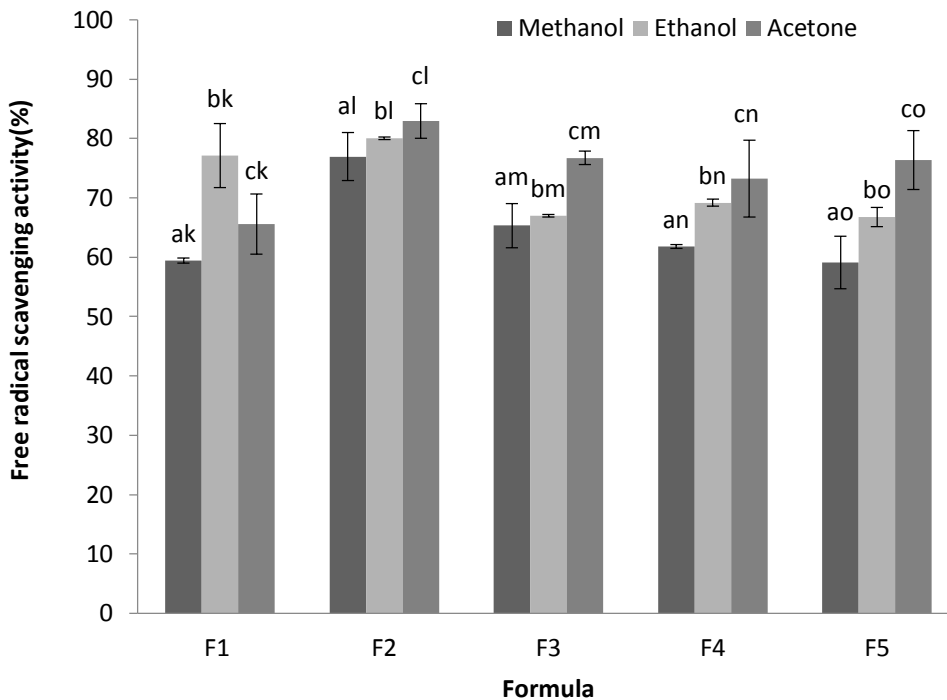 Methanol Ethanol Acetone
Free radical scavenging activity(%)
100
90
80
70
60
50
40
30
20
10
0
ak
bk
ck
al
bl
cl
am
bm
cm
an
bn
cn
ao
bo
co
F1 F2 F3 F4 F5
Formula